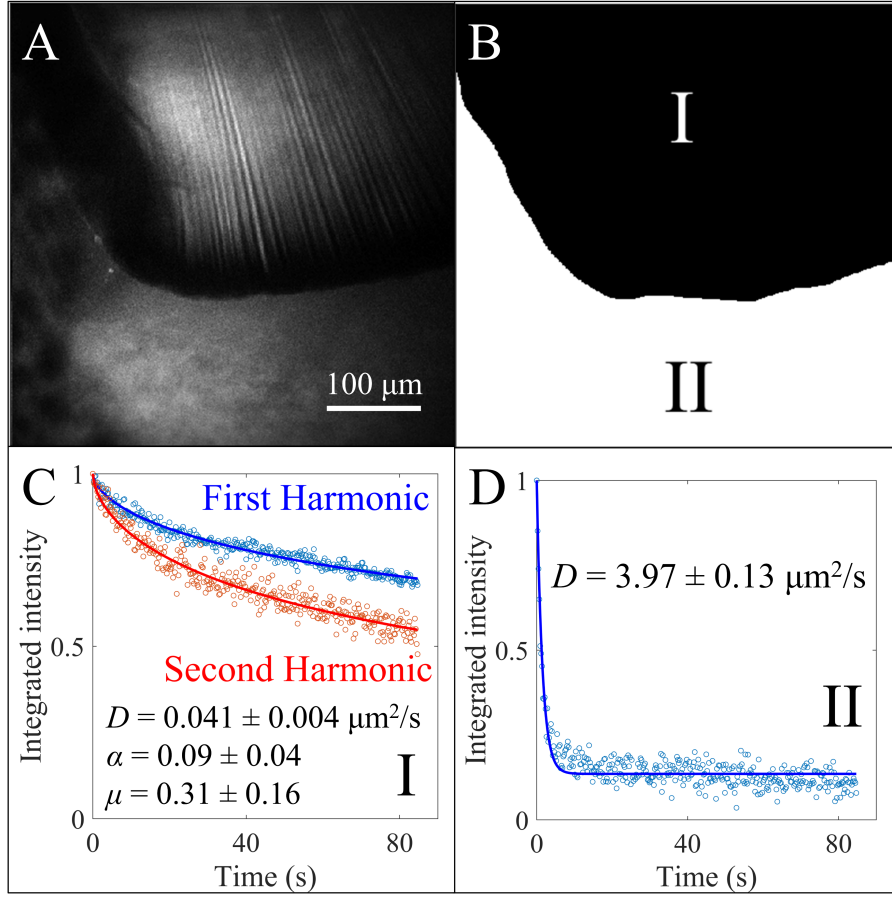 A
100 μm
B
I
II
C
First Harmonic
Second Harmonic
D = 0.041 ± 0.004 μm²/s
α = 0.09 ± 0.04
μ = 0.31 ± 0.16
I
Integrated intensity
1
0.5
0
0
40
80
Time (s)
D
D = 3.97 ± 0.13 μm²/s
II
Integrated intensity
1
0.5
0
0
40
80
Time (s)